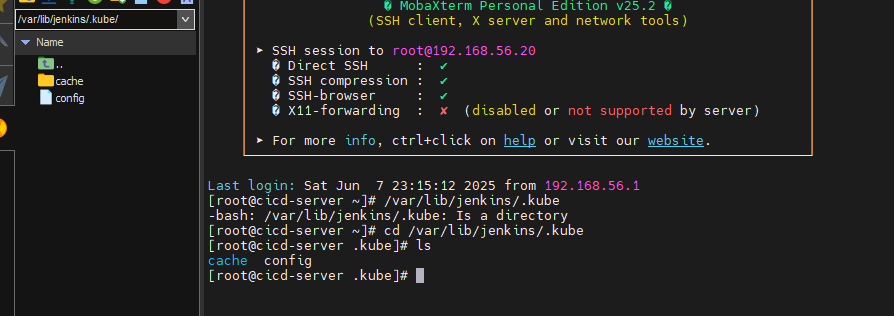 /var/lib/jenkins/.kube/
Name
..
cache
config
� MobaXterm Personal Edition v25.2 �
(SSH client, X server and network tools)
➤ SSH session to root@192.168.56.20
� Direct SSH : ✔
� SSH compression : ✔
� SSH-browser : ✔
� X11-forwarding : ✘ (disabled or not supported by server)
➤ For more info, ctrl+click on help or visit our website.
Last login: Sat Jun 7 23:15:12 2025 from 192.168.56.1
[root@cicd-server ~]# /var/lib/jenkins/.kube
-bash: /var/lib/jenkins/.kube: Is a directory
[root@cicd-server ~]# cd /var/lib/jenkins/.kube
[root@cicd-server .kube]# ls
cache config
[root@cicd-server .kube]#